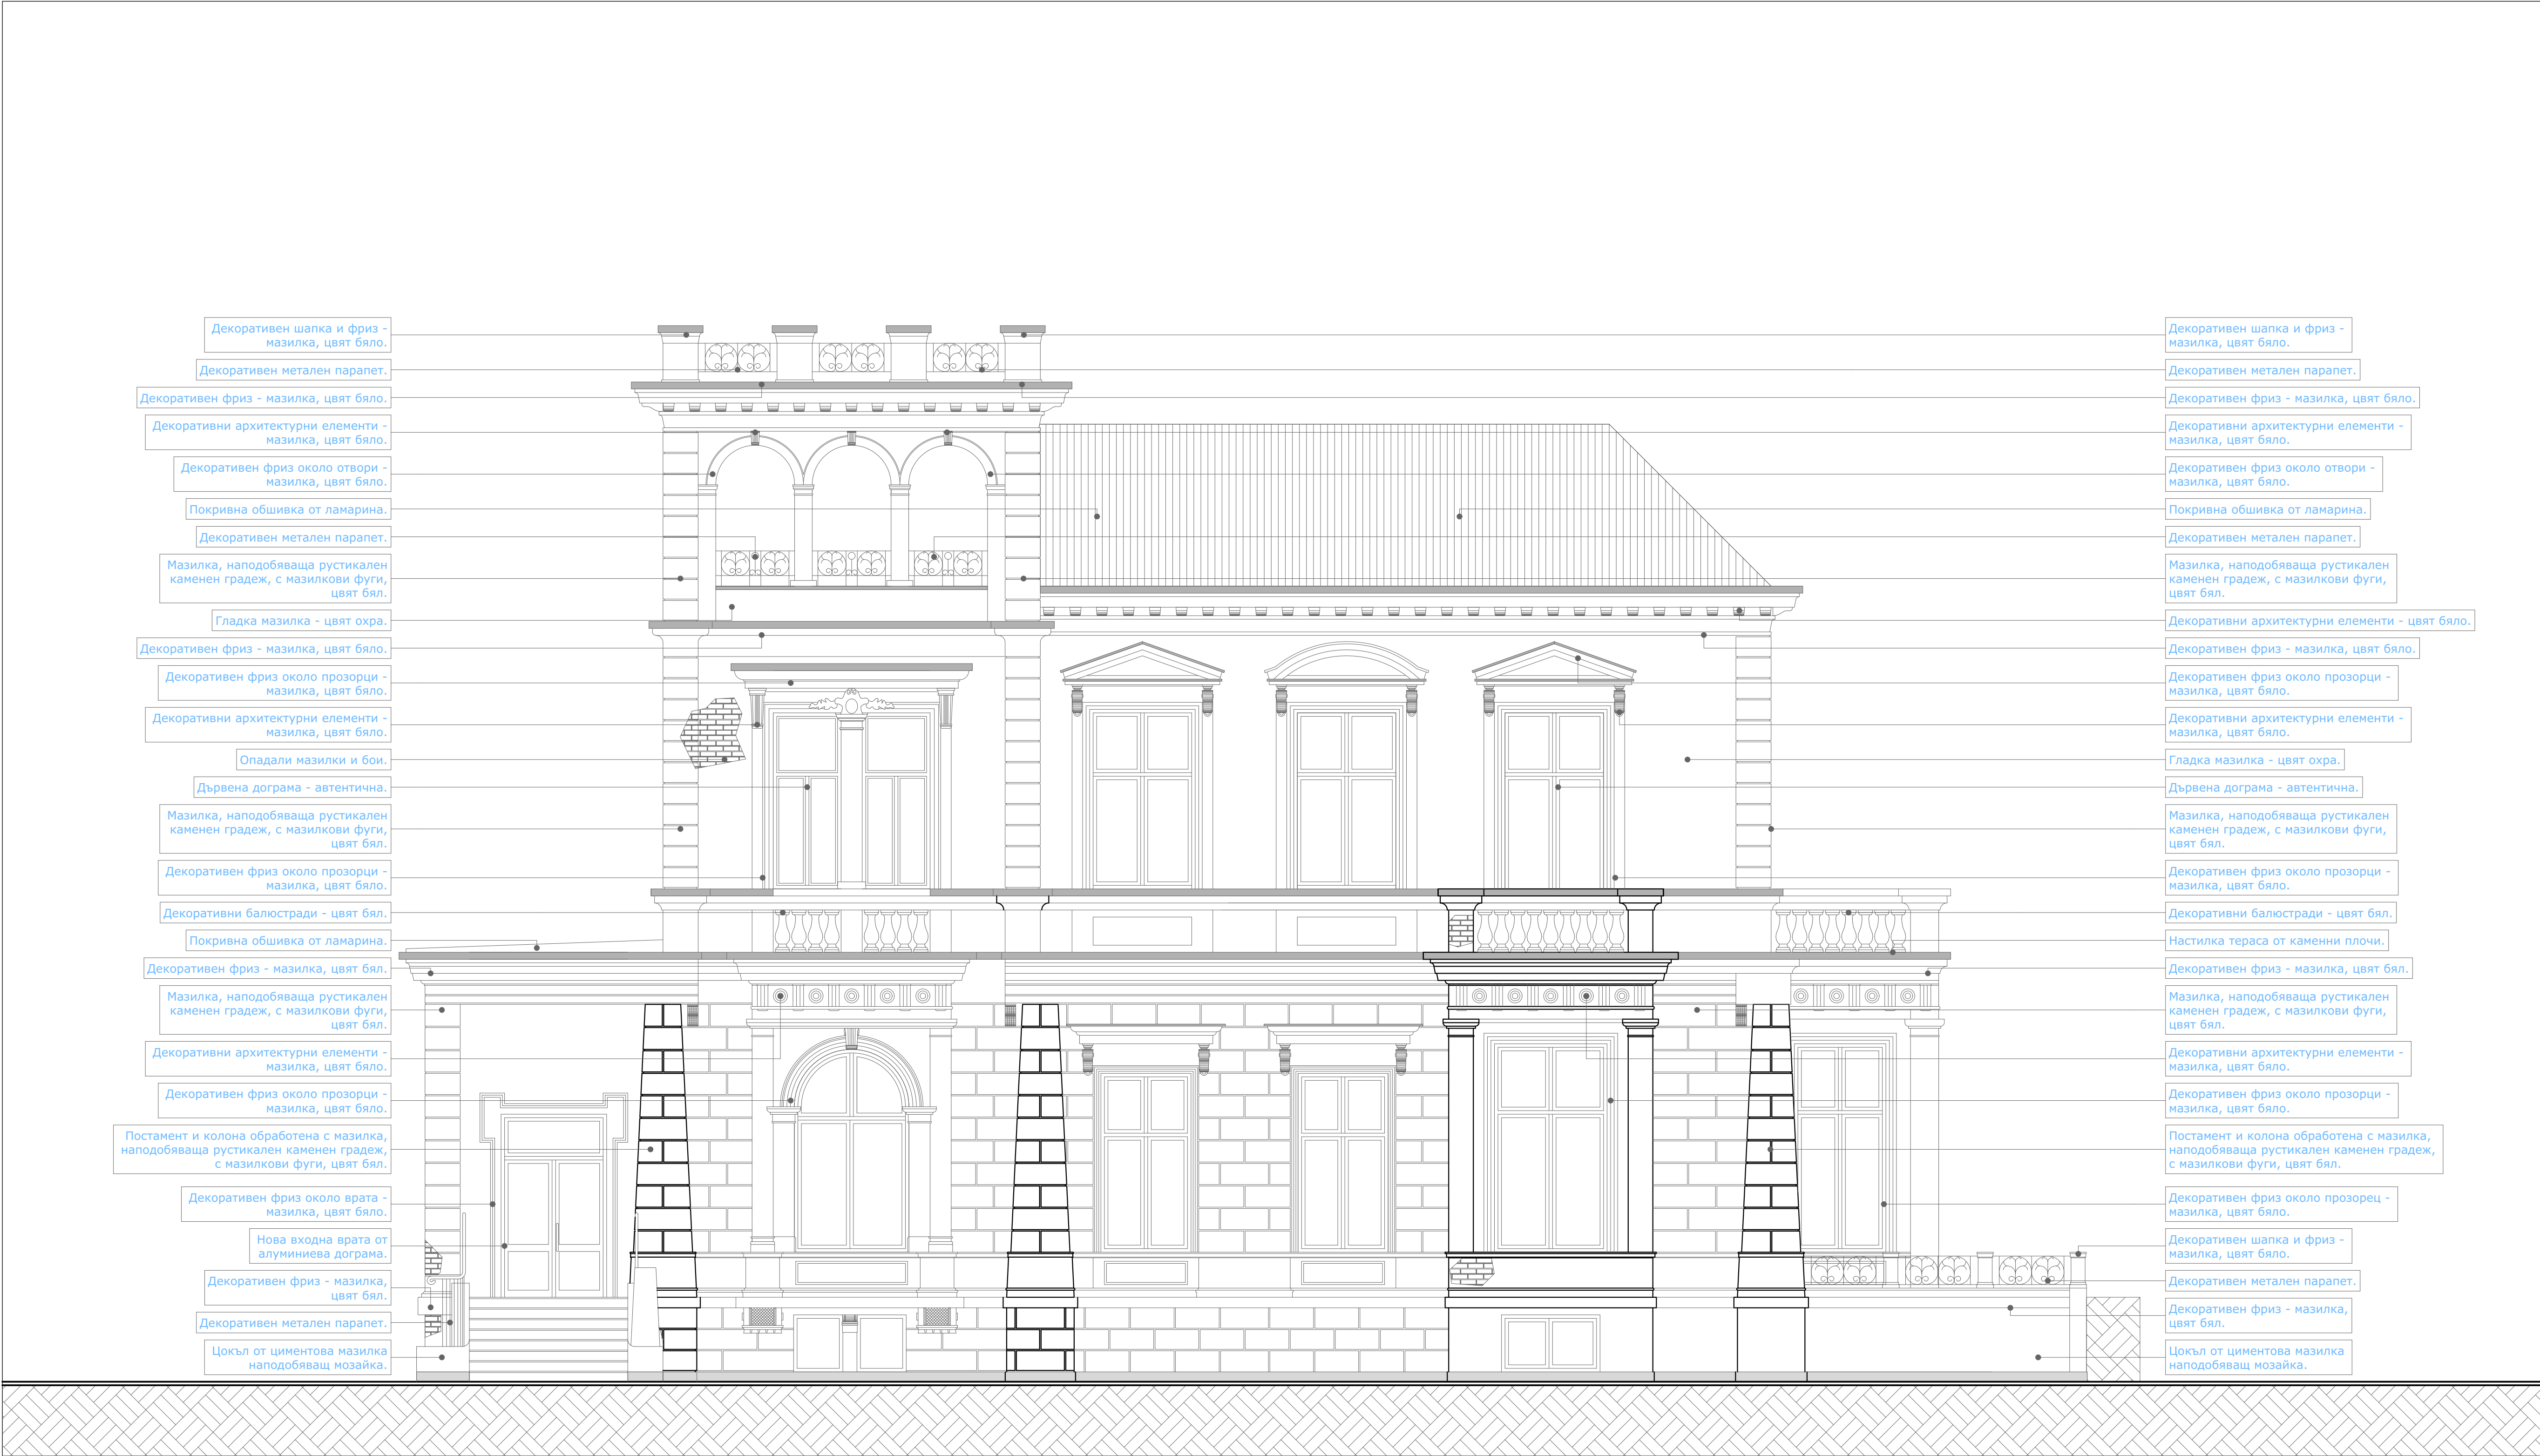 Декоративен шапка и фриз -
мазилка, цвят бяло.
Декоративен метален парапет.
Декоративен фриз - мазилка, цвят бяло.
Декоративни архитектурни елементи -
мазилка, цвят бяло.
Декоративен фриз около отвори -
мазилка, цвят бяло.
Покривна обшивка от ламарина.
Декоративен метален парапет.
Мазилка, наподобяваща рустикален
каменен градеж, с мазилкови фуги,
цвят бял.
Гладка мазилка - цвят охра.
Декоративен фриз - мазилка, цвят бяло.
Декоративен фриз около прозорци -
мазилка, цвят бяло.
Декоративни архитектурни елементи -
мазилка, цвят бяло.
Опадали мазилки и бои.
Дървена дограма - автентична.
Мазилка, наподобяваща рустикален
каменен градеж, с мазилкови фуги,
цвят бял.
Декоративен фриз около прозорци -
мазилка, цвят бяло.
Декоративни балюстради - цвят бял.
Покривна обшивка от ламарина.
Декоративен фриз - мазилка, цвят бял.
Мазилка, наподобяваща рустикален
каменен градеж, с мазилкови фуги,
цвят бял.
Декоративни архитектурни елементи -
мазилка, цвят бяло.
Декоративен фриз около прозорци -
мазилка, цвят бяло.
Постамент и колона обработена с мазилка,
наподобяваща рустикален каменен градеж,
с мазилкови фуги, цвят бял.
Декоративен фриз около врата -
мазилка, цвят бяло.
Нова входна врата от
алуминиева дограма.
Декоративен фриз - мазилка,
цвят бял.
Декоративен метален парапет.
Цокъл от циментова мазилка
наподобяващ мозайка.
Декоративен шапка и фриз -
мазилка, цвят бяло.
Декоративен метален парапет.
Декоративен фриз - мазилка, цвят бяло.
Декоративни архитектурни елементи -
мазилка, цвят бяло.
Декоративен фриз около отвори -
мазилка, цвят бяло.
Покривна обшивка от ламарина.
Декоративен метален парапет.
Мазилка, наподобяваща рустикален
каменен градеж, с мазилкови фуги,
цвят бял.
Декоративни архитектурни елементи - цвят бяло.
Декоративен фриз - мазилка, цвят бяло.
Декоративен фриз около прозорци -
мазилка, цвят бяло.
Декоративни архитектурни елементи -
мазилка, цвят бяло.
Гладка мазилка - цвят охра.
Дървена дограма - автентична.
Мазилка, наподобяваща рустикален
каменен градеж, с мазилкови фуги,
цвят бял.
Декоративен фриз около прозорци -
мазилка, цвят бяло.
Декоративни балюстради - цвят бял.
Настилка тераса от каменни плочи.
Декоративен фриз - мазилка, цвят бял.
Мазилка, наподобяваща рустикален
каменен градеж, с мазилкови фуги,
цвят бял.
Декоративни архитектурни елементи -
мазилка, цвят бяло.
Декоративен фриз около прозорци -
мазилка, цвят бяло.
Постамент и колона обработена с мазилка,
наподобяваща рустикален каменен градеж,
с мазилкови фуги, цвят бял.
Декоративен фриз около прозорец -
мазилка, цвят бяло.
Декоративен шапка и фриз -
мазилка, цвят бяло.
Декоративен метален парапет.
Декоративен фриз - мазилка,
цвят бял.
Цокъл от циментова мазилка
наподобяващ мозайка.